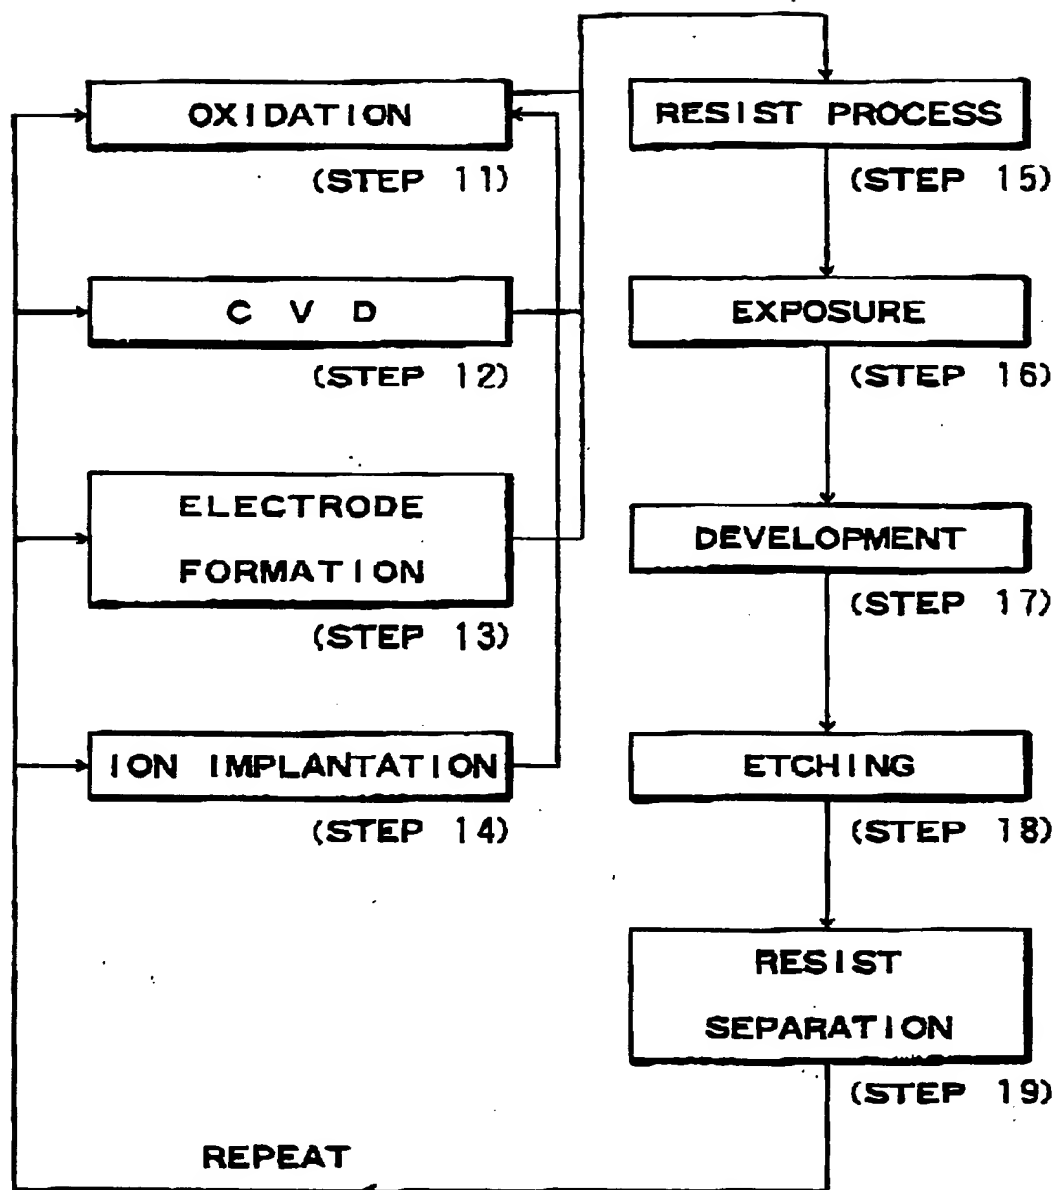 OXIDATION
(STEP 11)
C V D
(STEP 12)
ELECTRODE
FORMATION
(STEP 13)
ION IMPLANTATION
(STEP 14)
RESIST PROCESS
(STEP 15)
EXPOSURE
(STEP 16)
DEVELOPMENT
(STEP 17)
ETCHING
(STEP 18)
RESIST
SEPARATION
(STEP 19)
REPEAT